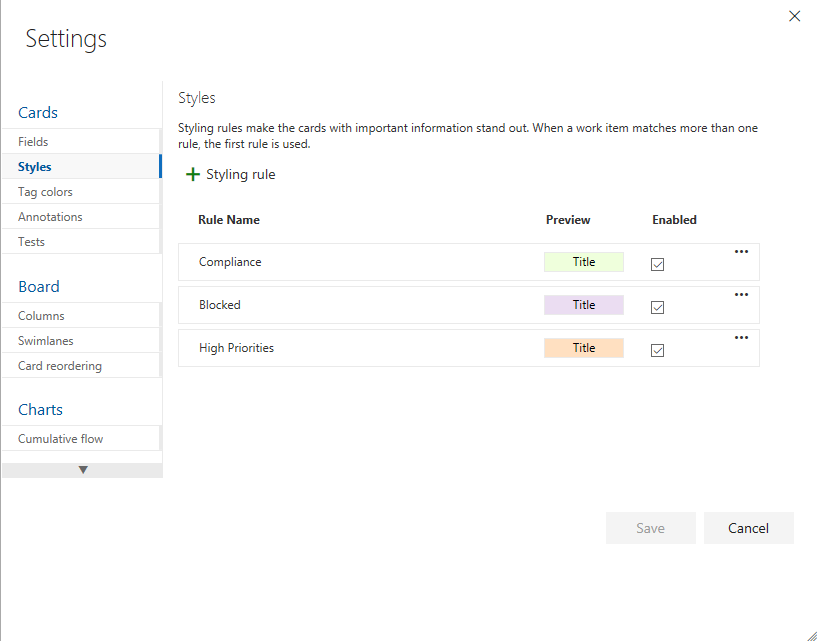 Settings
Cards
Fields
Styles
Tag colors
Annotations
Tests
Board
Columns
Swimlanes
Card reordering
Charts
Cumulative flow
Styles
Styling rules make the cards with important information stand out. When a work item matches more than one
rule, the first rule is used.
Styling rule
Rule Name Preview Enabled
Compliance Title
Blocked Title
High Priorities Title
Save Cancel